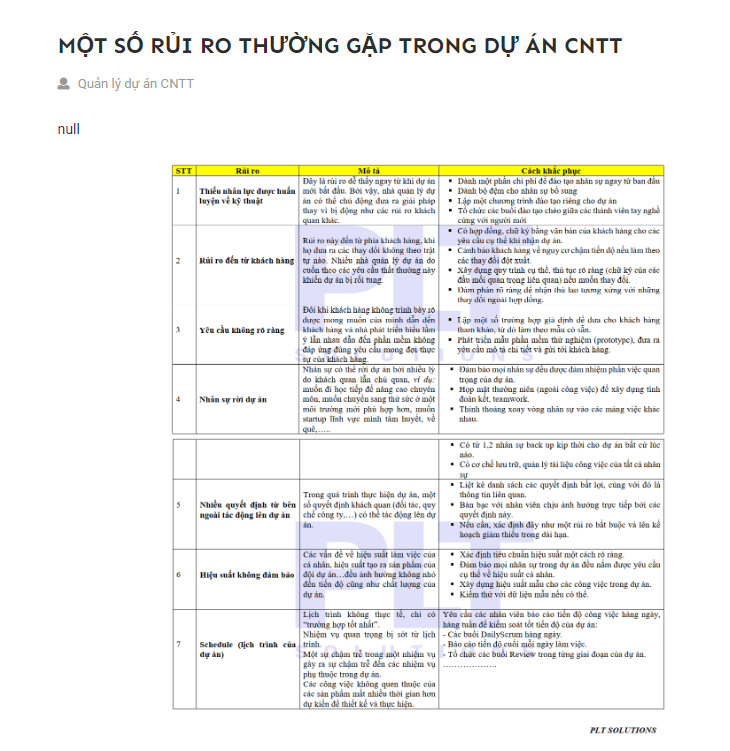 MỘT SỐ RỦI RO THƯỜNG GẶP TRONG DỰ ÁN CNTT
Quản lý dự án CNTT
null
STT Rủi ro Mô tả Cách khắc phục
1
Thiếu nhân lực được huấn
luyện về kỹ thuật
Đây là rủi ro dễ thấy ngay từ khi dự án
mới bắt đầu. Bởi vậy, nhà quản lý dự
án có thể chủ động đưa ra giải pháp
thay vì bị động như các rủi ro khách
quan khác.
▪ Dành một phần chi phí để đào tạo nhân sự ngay từ ban đầu
▪ Dành bộ đệm cho nhân sự bổ sung
▪ Lập một chương trình đào tạo riêng cho dự án
▪ Tổ chức các buổi đào tạo chéo giữa các thành viên tay nghề
cứng với người mới
2
Rủi ro đến từ khách hàng
Rủi ro này đến từ phía khách hàng, khi
họ đưa ra các thay đổi không theo trật
tự nào. Nhiều nhà quản lý dự án do
cuốn theo các yêu cầu thất thường này
khiến dự án bị rối tung.
▪ Có hợp đồng, chữ ký bằng văn bản của khách hàng cho các
yêu cầu cụ thể khi nhận dự án.
▪ Cảnh báo khách hàng về nguy cơ chậm tiến độ nếu làm theo
các thay đổi đột xuất.
▪ Xây dựng quy trình cụ thể, thủ tục rõ ràng (chữ ký của các
đầu mối quan trọng liên quan) nếu muốn thay đổi.
▪ Đàm phán rõ ràng để nhận thù lao tương xứng với những
thay đổi ngoài hợp đồng.
3
Yêu cầu không rõ ràng
Đôi khi khách hàng không trình bày rõ
được mong muốn của mình dẫn đến
khách hàng và nhà phát triển hiểu lầm
ý lẫn nhau dẫn đến phần mềm không
đáp ứng đúng yêu cầu mong đợi thực
sự của khách hàng.
▪ Lập một số trường hợp giả định để đưa cho khách hàng
tham khảo, từ đó làm theo mẫu có sẵn.
▪ Phát triển mẫu phần mềm thử nghiệm (prototype), đưa ra
yêu cầu mô tả chi tiết và gửi tới khách hàng.
4
Nhân sự rời dự án
Nhân sự có thể rời dự án bởi nhiều lý
do khách quan lẫn chủ quan, ví dụ:
muốn đi học tiếp để nâng cao chuyên
môn, muốn chuyển sang thử sức ở một
môi trường mới phù hợp hơn, muốn
startup lĩnh vực mình tâm huyết, về
quê,.....
▪ Đảm bảo mọi nhân sự đều được đảm nhiệm phần việc quan
trọng của dự án.
▪ Họp mặt thường niên (ngoài công việc) để xây dựng tình
đoàn kết, teamwork.
▪ Thỉnh thoảng xoay vòng nhân sự vào các mảng việc khác
nhau.
▪ Có từ 1,2 nhân sự back up kịp thời cho dự án bất cứ lúc
nào.
▪ Có cơ chế lưu trữ, quản lý tài liệu công việc của tất cả nhân
sự
5
Nhiều quyết định từ bên
ngoài tác động lên dự án
Trong quá trình thực hiện dự án, một
số quyết định khách quan (đối tác, quy
chế công ty,...) có thể tác động lên dự
án.
▪ Liệt kê danh sách các quyết định bất lợi, cùng với đó là
thông tin liên quan.
▪ Bàn bạc với nhân viên chịu ảnh hưởng trực tiếp bởi các
quyết định này.
▪ Nếu cần, xác định đây như một rủi ro bắt buộc và lên kế
hoạch giảm thiểu trong dài hạn.
6
Hiệu suất không đảm bảo
Các vấn đề về hiệu suất làm việc của
cá nhân, hiệu suất tạo ra sản phẩm của
đội dự án…đều ảnh hưởng không nhỏ
đến tiến độ cũng như chất lượng của
dự án.
▪ Xác định tiêu chuẩn hiệu suất một cách rõ ràng.
▪ Đảm bảo mọi nhân sự trong dự án đều nắm được yêu cầu
cụ thể về hiệu suất cá nhân.
▪ Xây dựng hiệu suất mẫu cho các công việc trong dự án.
▪ Kiểm thử với dữ liệu mẫu nếu có thể.
7
Schedule (lịch trình của
dự án)
Lịch trình không thực tế, chỉ có
"trường hợp tốt nhất".
Nhiệm vụ quan trọng bị sót từ lịch
trình.
Một sự chậm trễ trong một nhiệm vụ
gây ra sự chậm trễ đến các nhiệm vụ
phụ thuộc trong dự án.
Các công việc không quen thuộc của
các sản phẩm mất nhiều thời gian hơn
dự kiến để thiết kế và thực hiện.
Yêu cầu các nhân viên báo cáo tiến độ công việc hàng ngày,
hàng tuần để kiểm soát tốt tiến độ của dự án:
- Các buổi DailyScrum hàng ngày.
- Báo cáo tiến độ cuối mỗi ngày làm việc.
- Tổ chức các buổi Review trong từng giai đoạn của dự án.
………………..
PLT
SOLUTIONS
PLT
SOLUTIONS
PLT SOLUTIONS